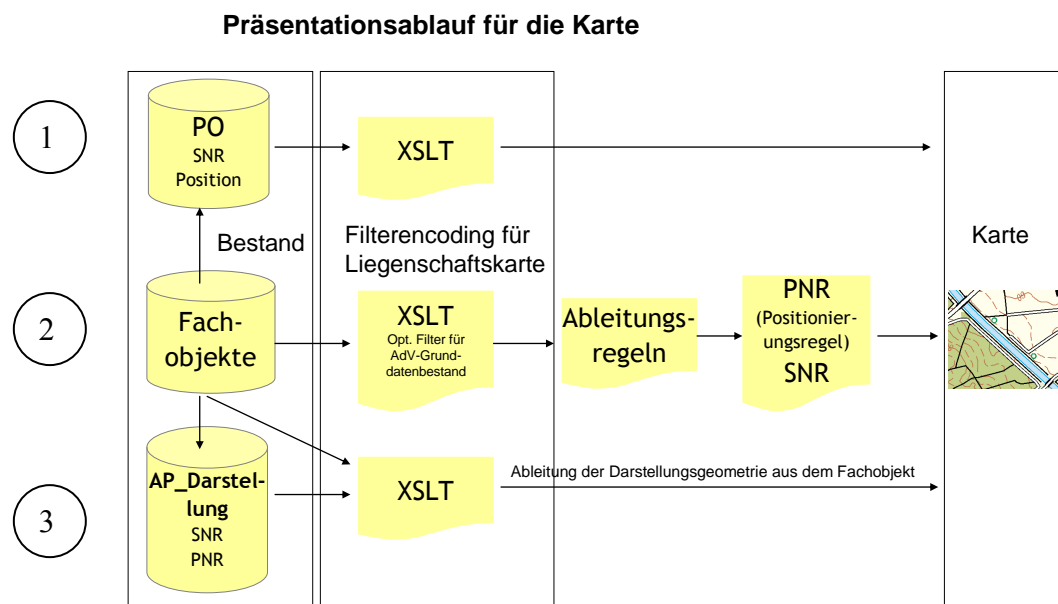 Präsentationsablauf für die Karte
1
PO
SNR
Position
XSLT
Bestand
Filterencoding für
Liegenschaftskarte
Karte
2
Fach-
objekte
XSLT
Opt. Filter für
AdV-Grund-
datenbestand
Ableitungs-
regeln
PNR
(Positionier-
ungsregel)
SNR
3
AP_Darstel-
lung
SNR
PNR
XSLT
Ableitung der Darstellungsgeometrie aus dem Fachobjekt